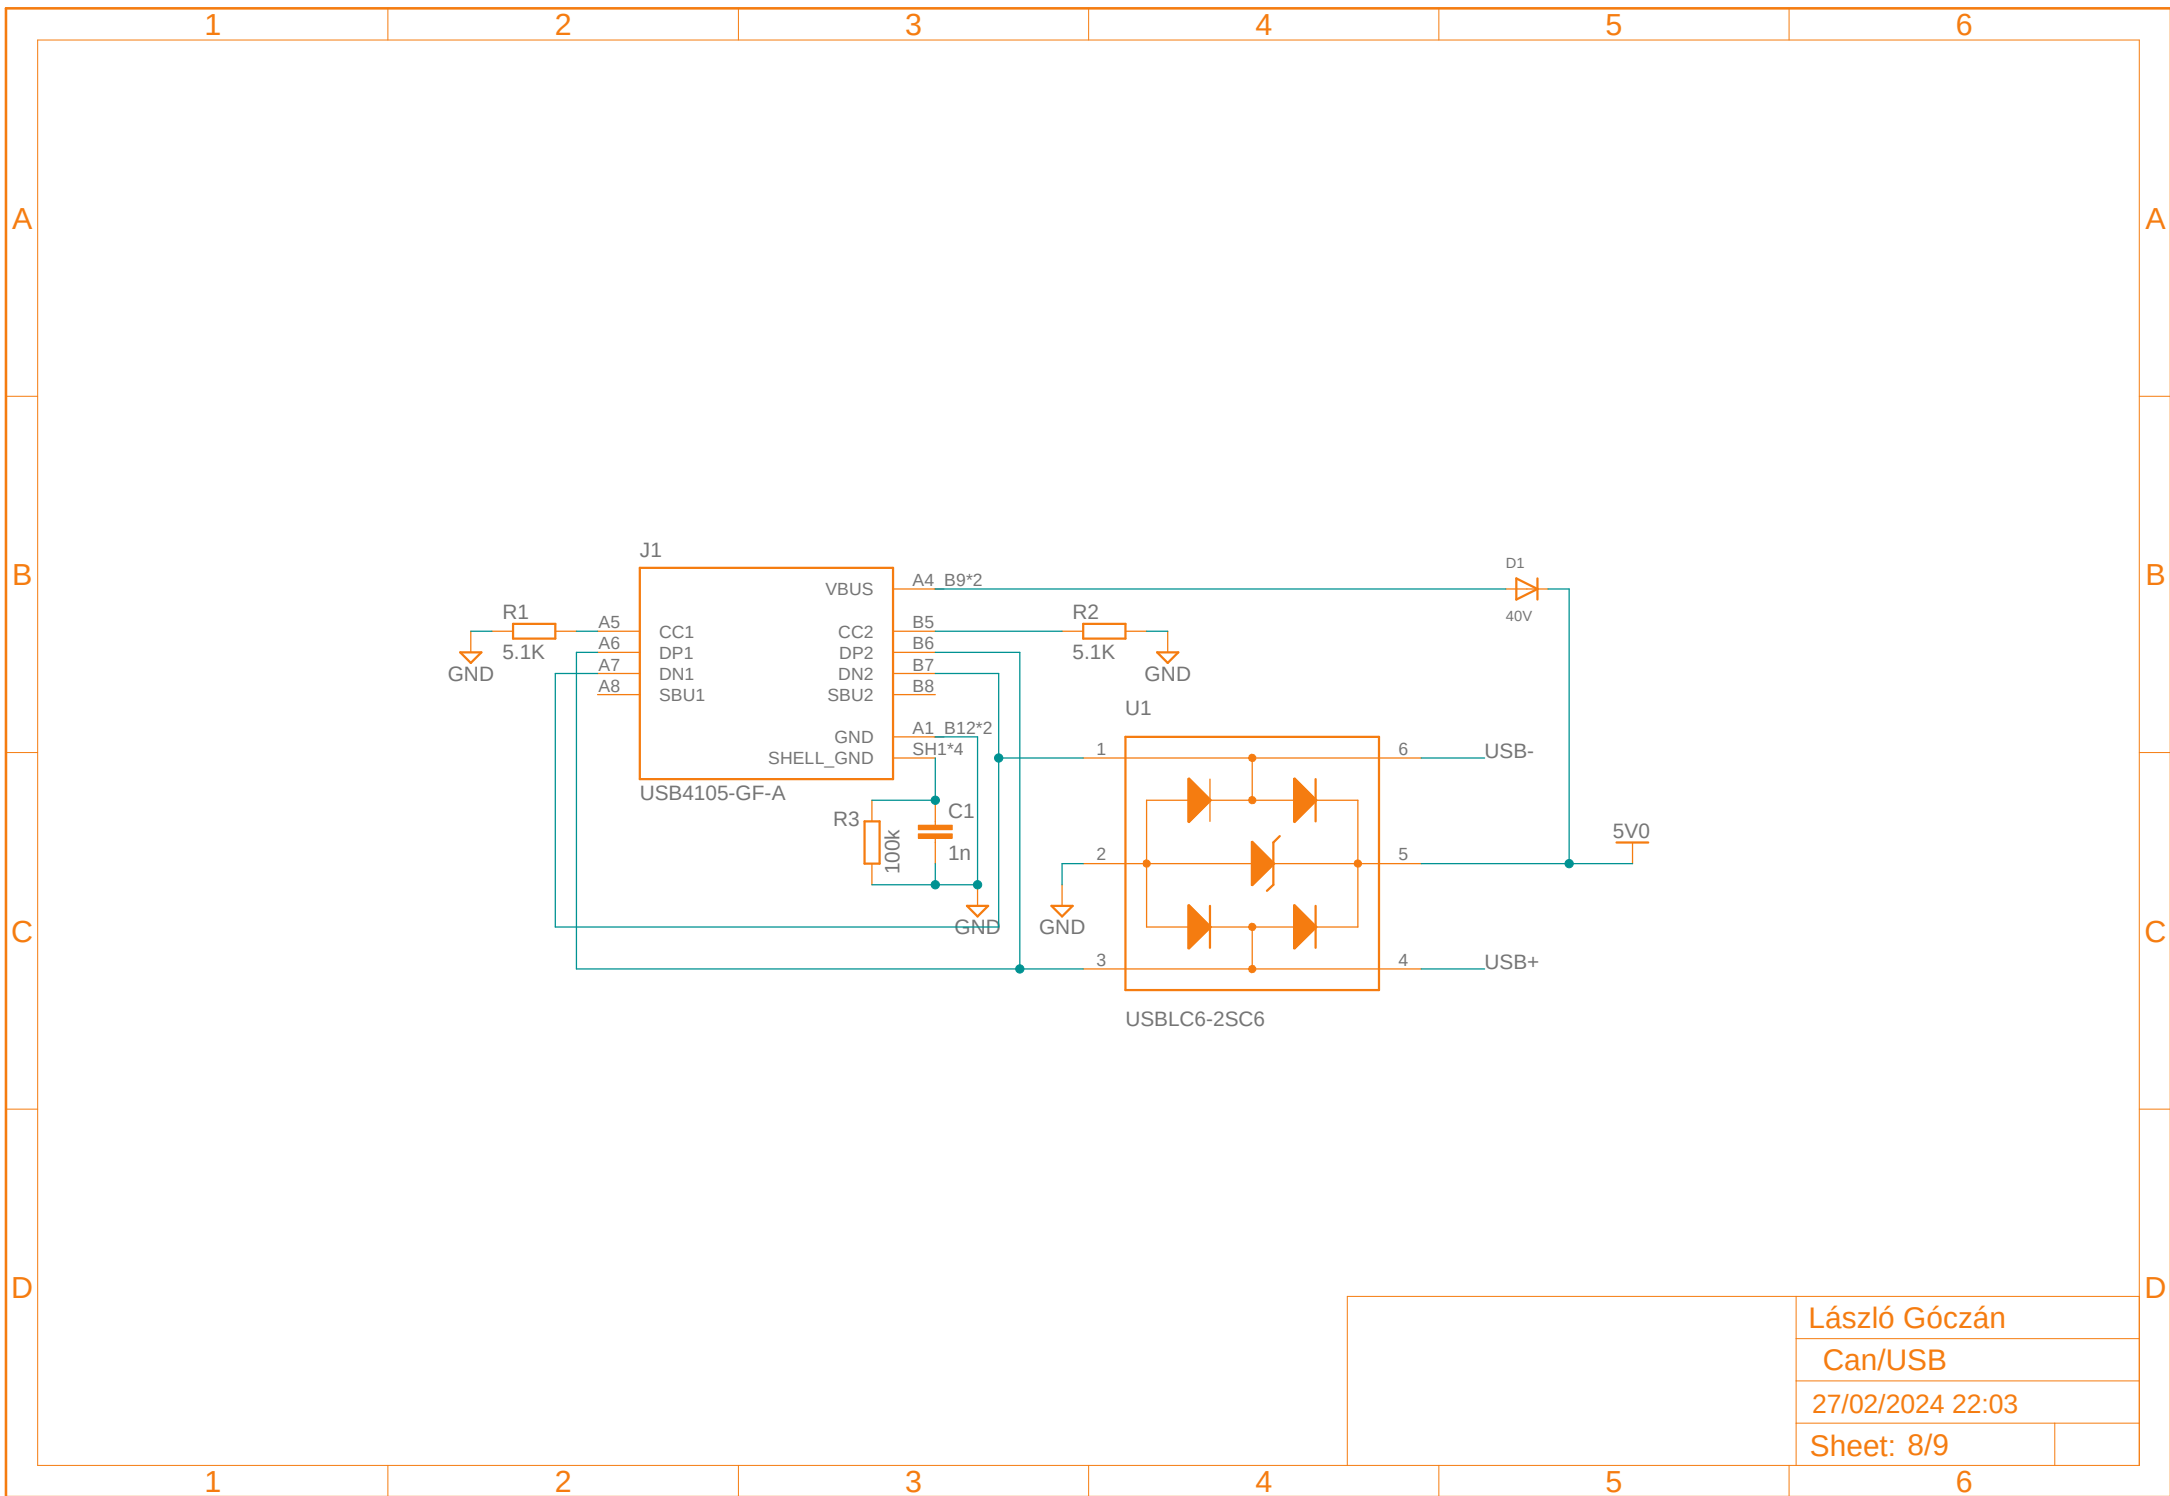 1 2 3 4 5 6
A A
J1
D1
B B
VBUS A4_B9*2
40V
R1 R2
A5 CC1 CC2 B5
A6 DP1 DP2 B6
5.1K 5.1K
A7 DN1 DN2 B7
GND GND
A8 SBU1 SBU2 B8
U1
GND A1_B12*2
SHELL_GND SH1*4
1 6 USB-
USB4105-GF-A
R3 C1
100k
1n
5V0
2 5
C C
GND GND
3 4 USB+
USBLC6-2SC6
D D
László Góczán
Can/USB
27/02/2024 22:03
Sheet: 8/9
1 2 3 4 5 6